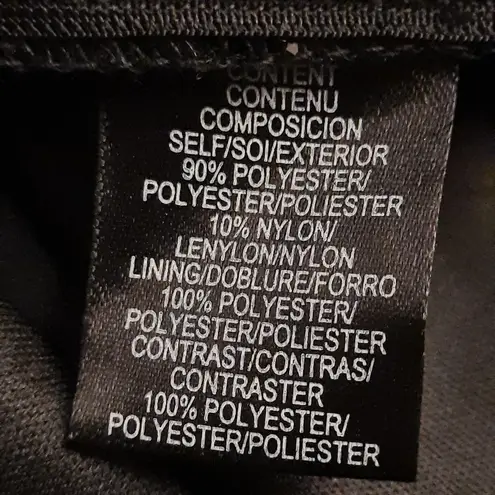 CONTENT
CONTENU
COMPOSICION
SELF/SOI/EXTERIOR
90% POLYESTER/
POLYESTER/POLIESTER
10% NYLON/
LENYLON/NYLON
LINING/DOBLURE/FORRO
100% POLYESTER/
POLYESTER/POLIESTER
CONTRAST/CONTRAS/
CONTRASTER
100% POLYESTER/
POLYESTER/POLIESTER